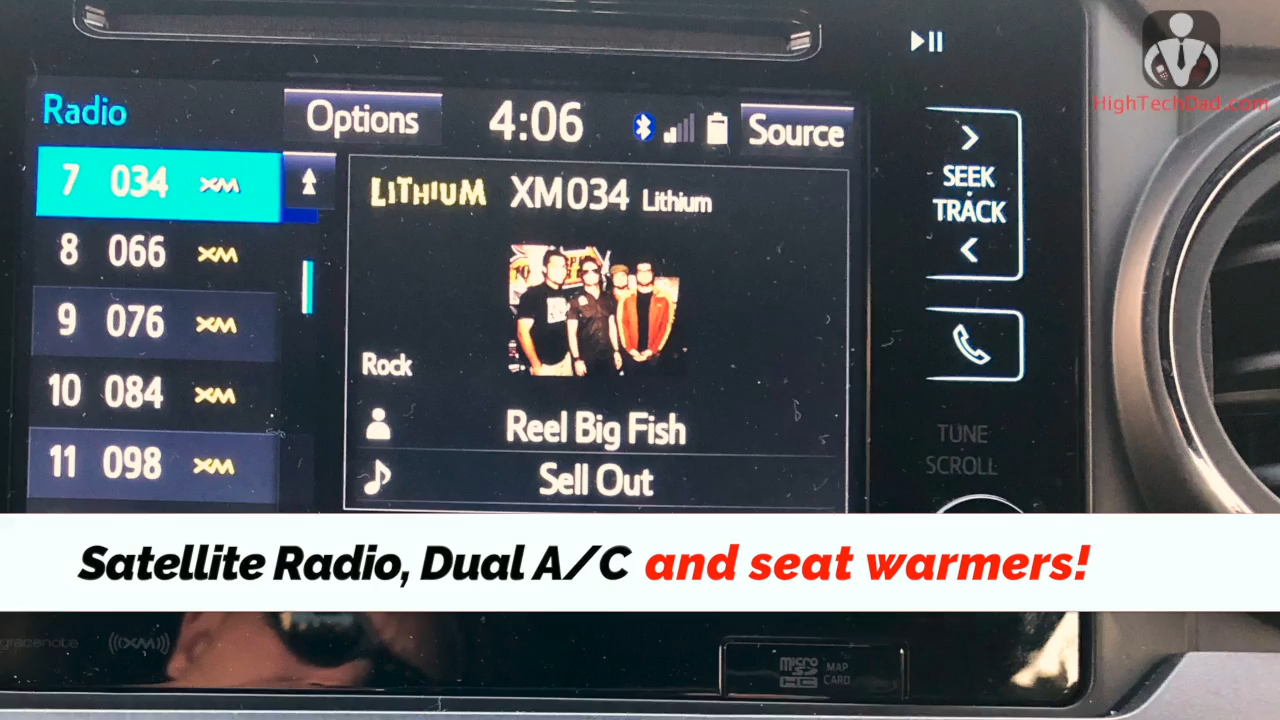 HighTechDad.com
Radio
Options
4:06
Source
7 034 XM
8 066 XM
9 076 XM
10 084 XM
11 098 XM
LiTHiUM XM034 Lithium
Rock
Reel Big Fish
Sell Out
SEEK
TRACK
TUNE
SCROLL
Satellite Radio, Dual A/C and seat warmers!
gracenote
((XM))
micro SD HC
MAP
CARD